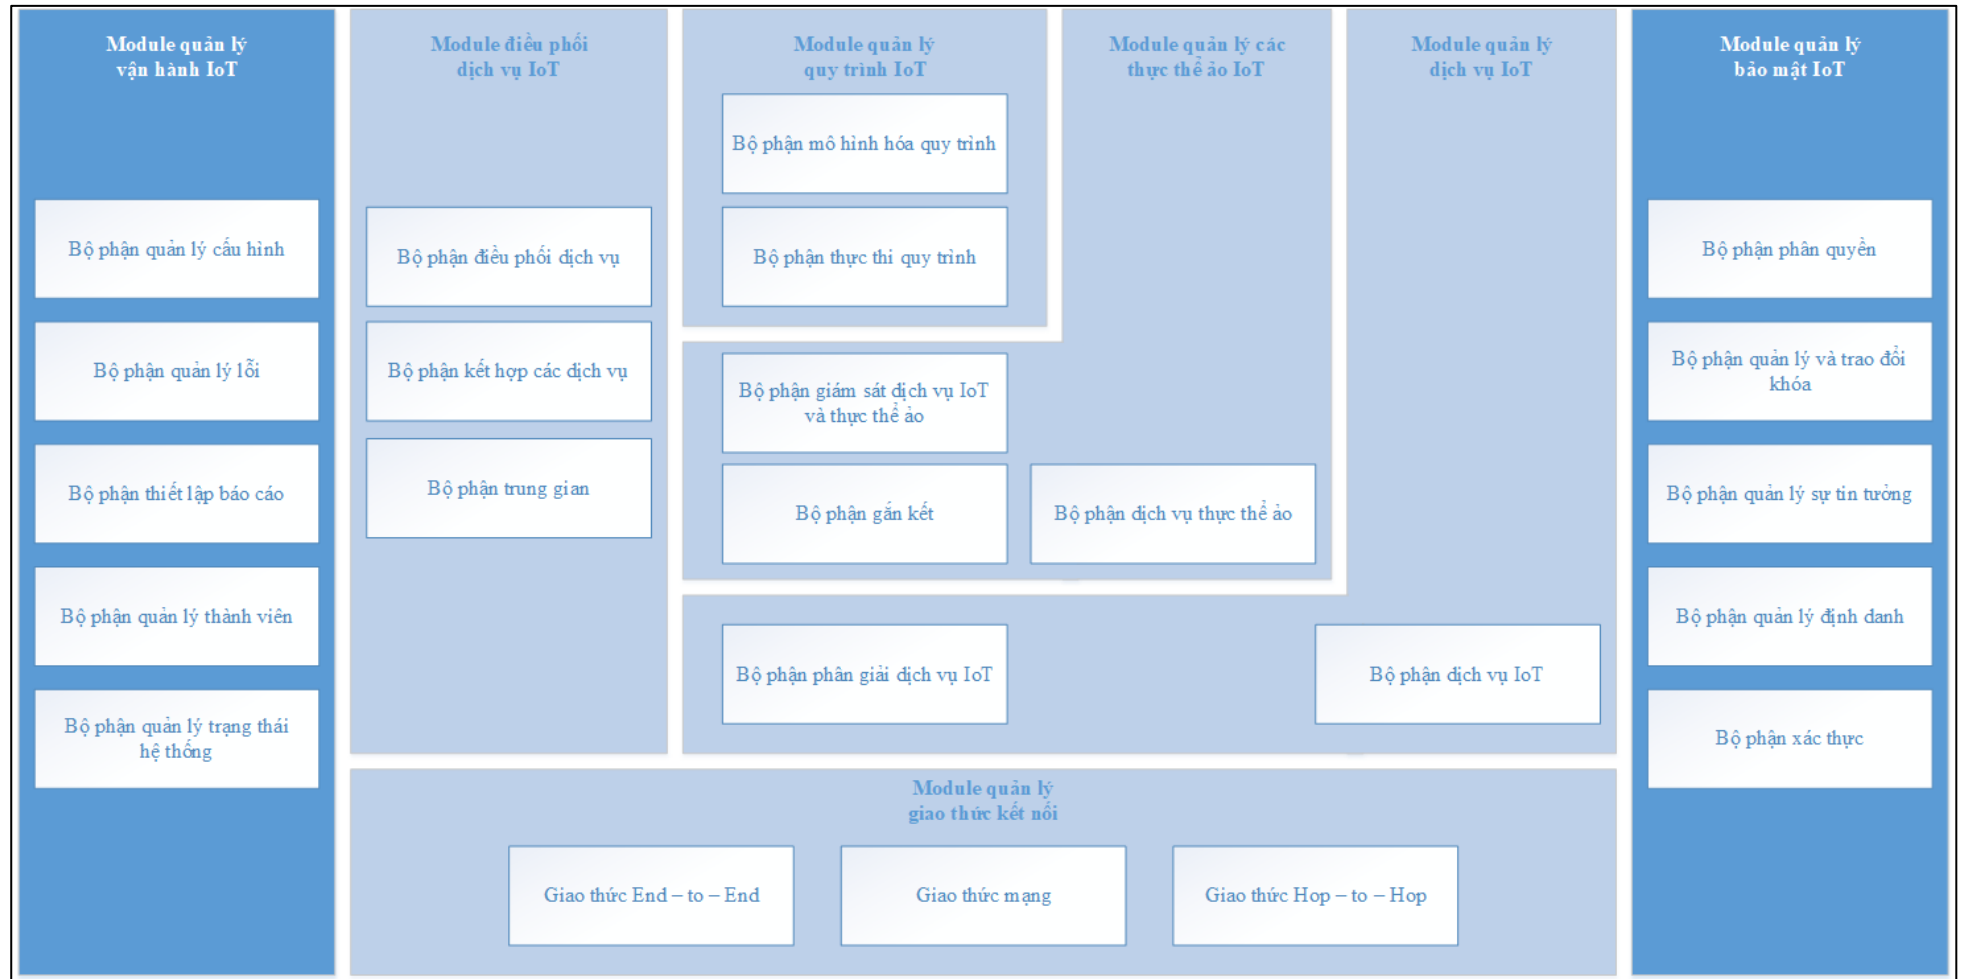 Module quản lý
vận hành IoT
Bộ phận quản lý cấu hình
Bộ phận quản lý lỗi
Bộ phận thiết lập báo cáo
Bộ phận quản lý thành viên
Bộ phận quản lý trạng thái
hệ thống
Module điều phối
dịch vụ IoT
Bộ phận điều phối dịch vụ
Bộ phận kết hợp các dịch vụ
Bộ phận trung gian
Module quản lý
quy trình IoT
Bộ phận mô hình hóa quy trình
Bộ phận thực thi quy trình
Module quản lý các
thực thể ảo IoT
Bộ phận giám sát dịch vụ IoT
và thực thể ảo
Bộ phận gắn kết
Bộ phận dịch vụ thực thể ảo
Module quản lý
dịch vụ IoT
Bộ phận phân giải dịch vụ IoT
Bộ phận dịch vụ IoT
Module quản lý
giao thức kết nối
Giao thức End – to – End
Giao thức mạng
Giao thức Hop – to – Hop
Module quản lý
bảo mật IoT
Bộ phận phân quyền
Bộ phận quản lý và trao đổi
khóa
Bộ phận quản lý sự tin tưởng
Bộ phận quản lý định danh
Bộ phận xác thực